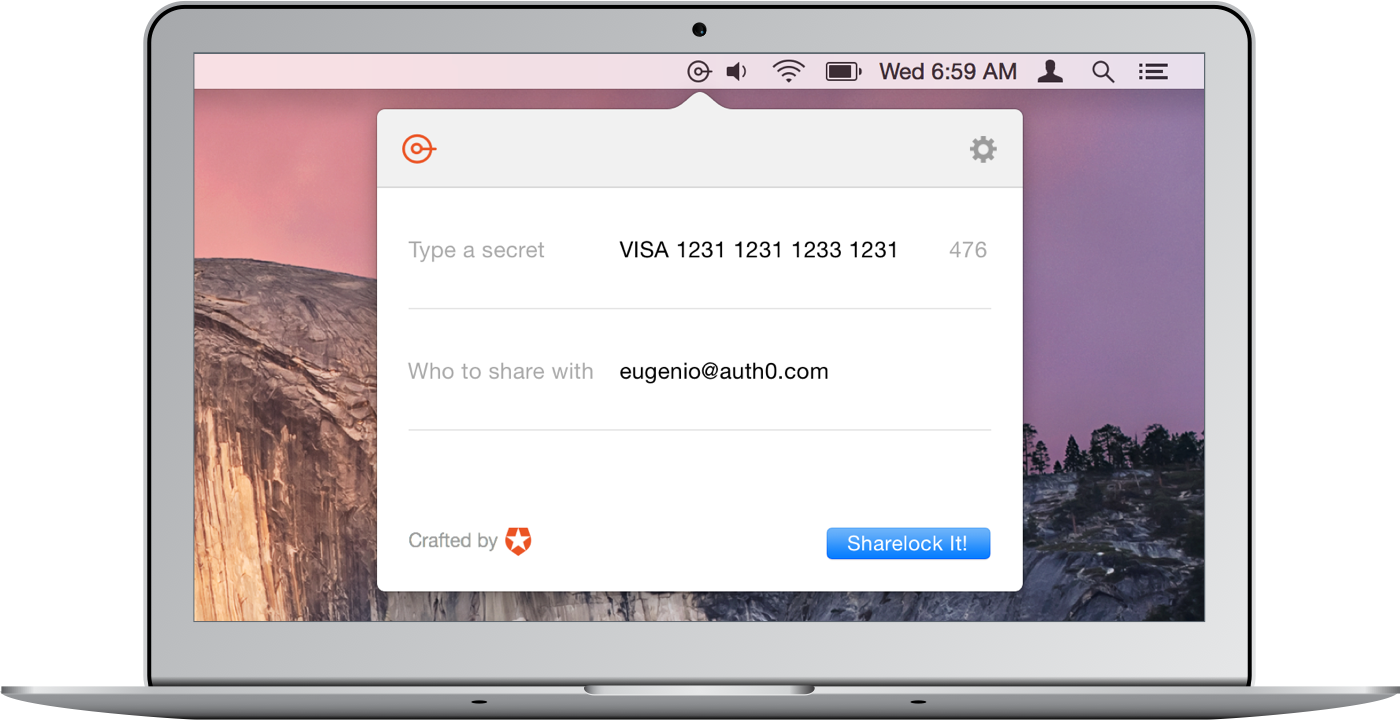 Wed 6:59 AM
Type a secret VISA 1231 1231 1233 1231 476
Who to share with eugenio@auth0.com
Crafted by Sharelock It!